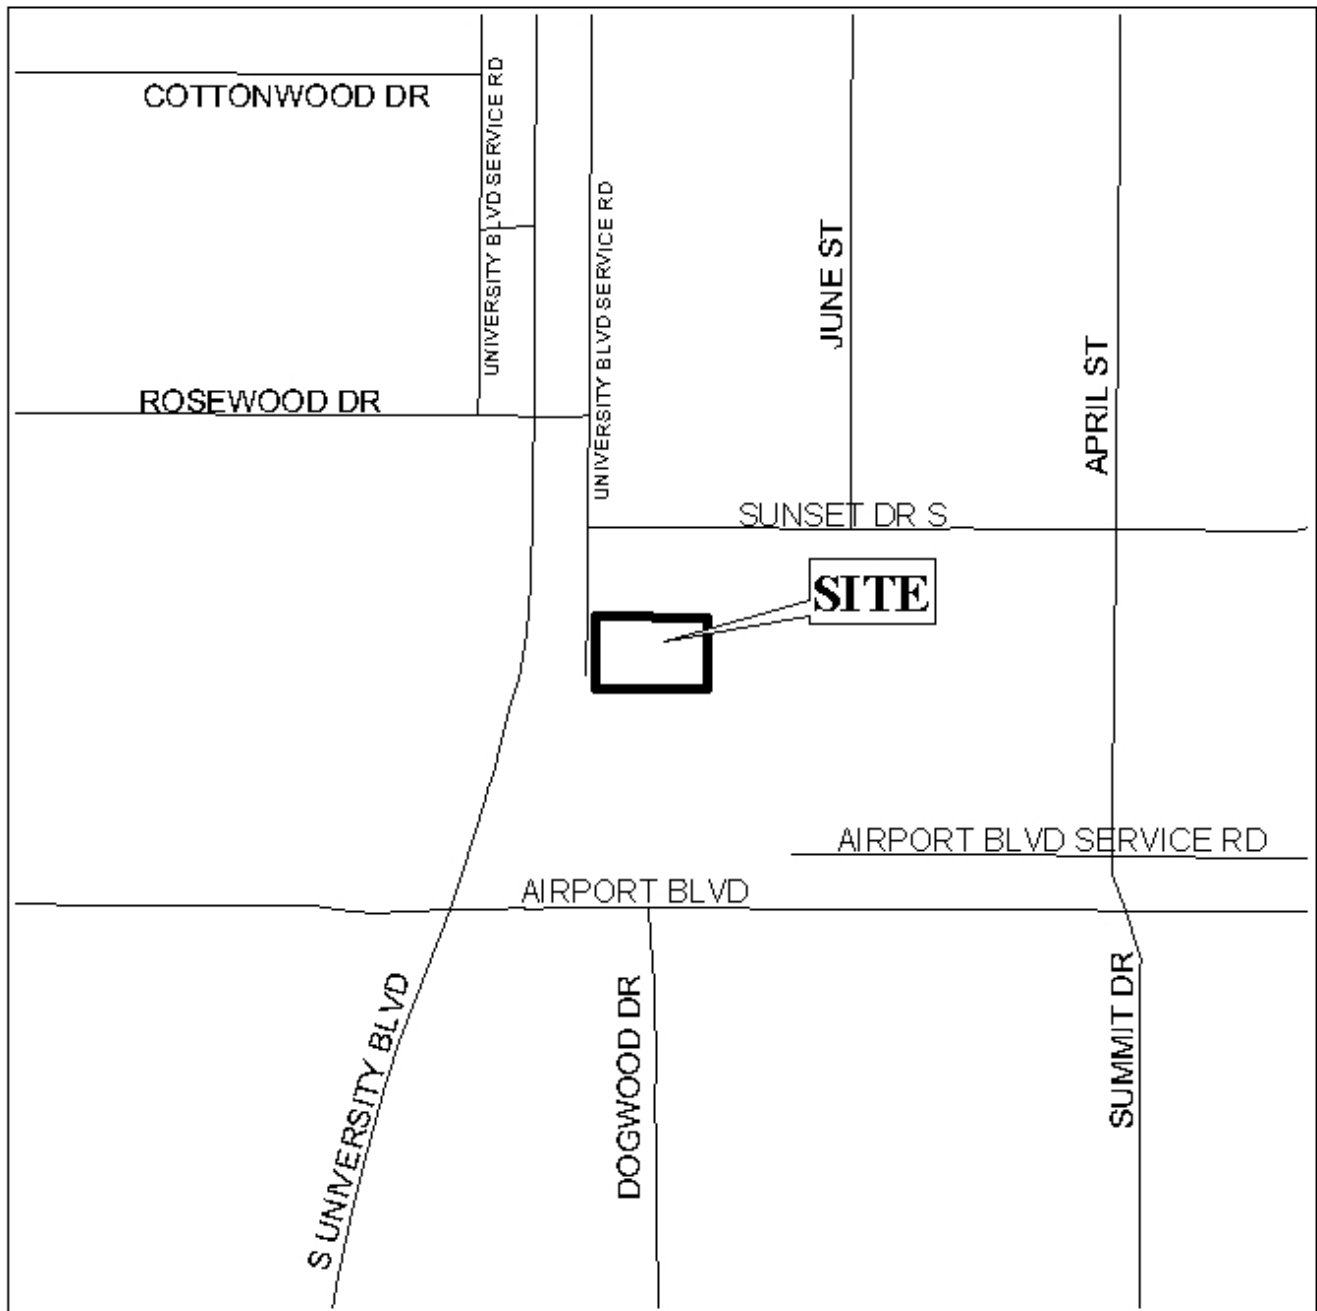 COTTONWOOD DR
UNIVERSITY BLVD SERVICE RD
UNIVERSITY BLVD SERVICE RD
JUNE ST
APRIL ST
ROSEWOOD DR
SUNSET DR S
SITE
AIRPORT BLVD SERVICE RD
AIRPORT BLVD
S UNIVERSITY BLVD
DOGWOOD DR
SUMMIT DR